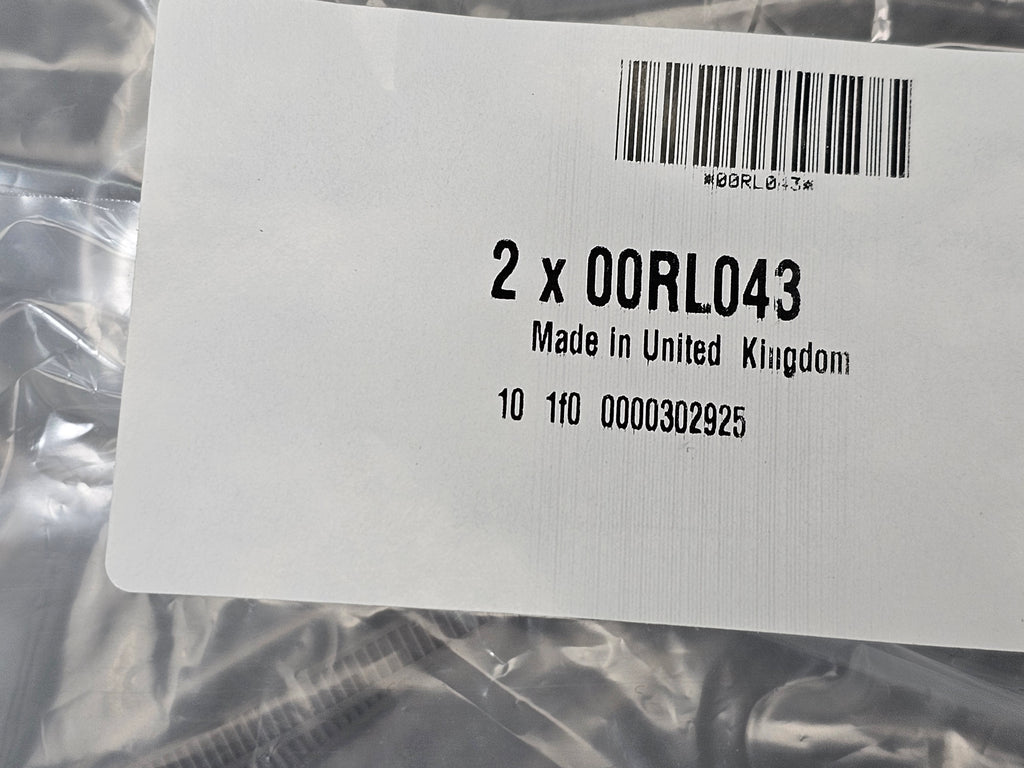 *00RL043*
2 x 00RL043
Made in United Kingdom
10 1f0 0000302925